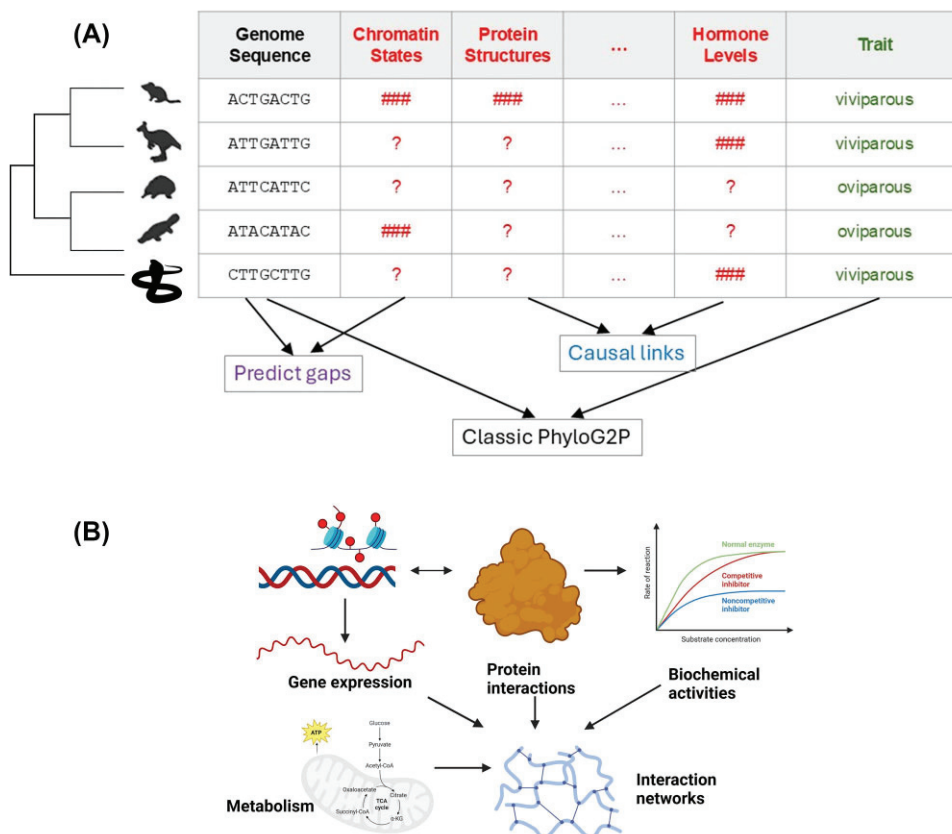 (A)
Genome Sequence | Chromatin States | Protein Structures | ... | Hormone Levels | Trait
ACTGACTG | ### | ### | ... | ### | viviparous
ATTGATTG | ? | ? | ... | ### | viviparous
ATTCATTC | ? | ? | ... | ? | oviparous
ATACATAC | ### | ? | ... | ? | oviparous
CTTGCTTG | ? | ? | ... | ### | viviparous
Predict gaps
Causal links
Classic PhyloG2P
(B)
Rate of reaction
Normal enzyme
Competitive
inhibitor
Noncompetitive
inhibitor
Substrate concentration
Gene expression
Protein
interactions
Biochemical
activities
ATP
Glucose
Pyruvate
Acetyl-CoA
Oxaloacetate
Citrate
TCA
cycle
Succinyl-CoA
α-KG
Metabolism
Interaction
networks